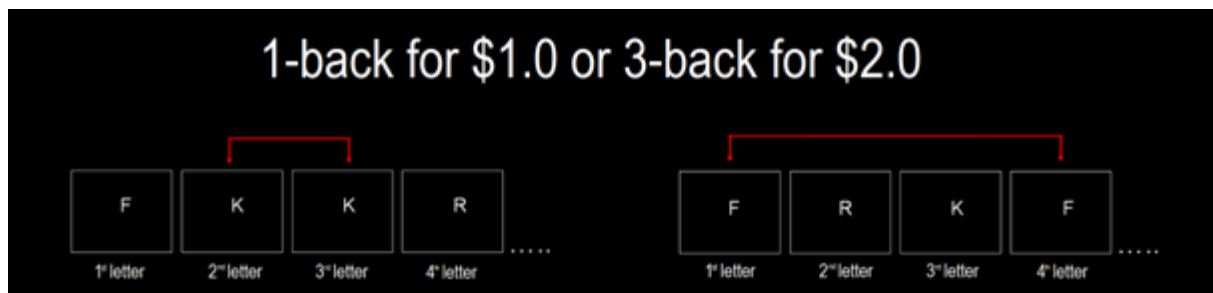 1-back for $1.0 or 3-back for $2.0
F K K R ..... F R K F .....
1st letter 2nd letter 3rd letter 4th letter 1st letter 2nd letter 3rd letter 4th letter